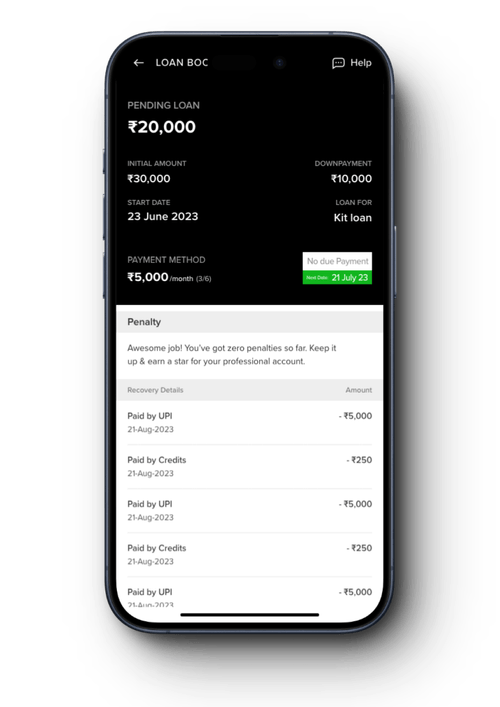 LOAN BOC
Help
PENDING LOAN
₹20,000
INITIAL AMOUNT
DOWNPAYMENT
₹30,000
₹10,000
START DATE
LOAN FOR
23 June 2023
Kit loan
PAYMENT METHOD
No due Payment
₹5,000 /month (3/6)
Next Date 21 July 23
Penalty
Awesome job! You've got zero penalties so far. Keep it
up & earn a star for your professional account.
Recovery Details
Amount
Paid by UPI
- ₹5,000
21-Aug-2023
Paid by Credits
- ₹250
21-Aug-2023
Paid by UPI
- ₹5,000
21-Aug-2023
Paid by Credits
- ₹250
21-Aug-2023
Paid by UPI
- ₹5,000
21-Aug-2023